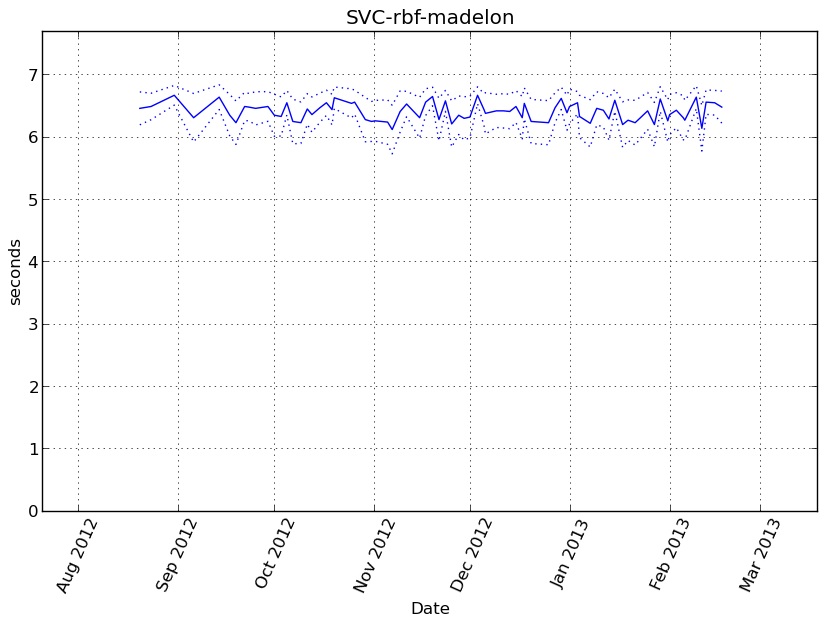 SVC-rbf-madelon
7
6
5
4
3
2
1
0
seconds
Aug 2012
Sep 2012
Oct 2012
Nov 2012
Dec 2012
Jan 2013
Feb 2013
Mar 2013
Date